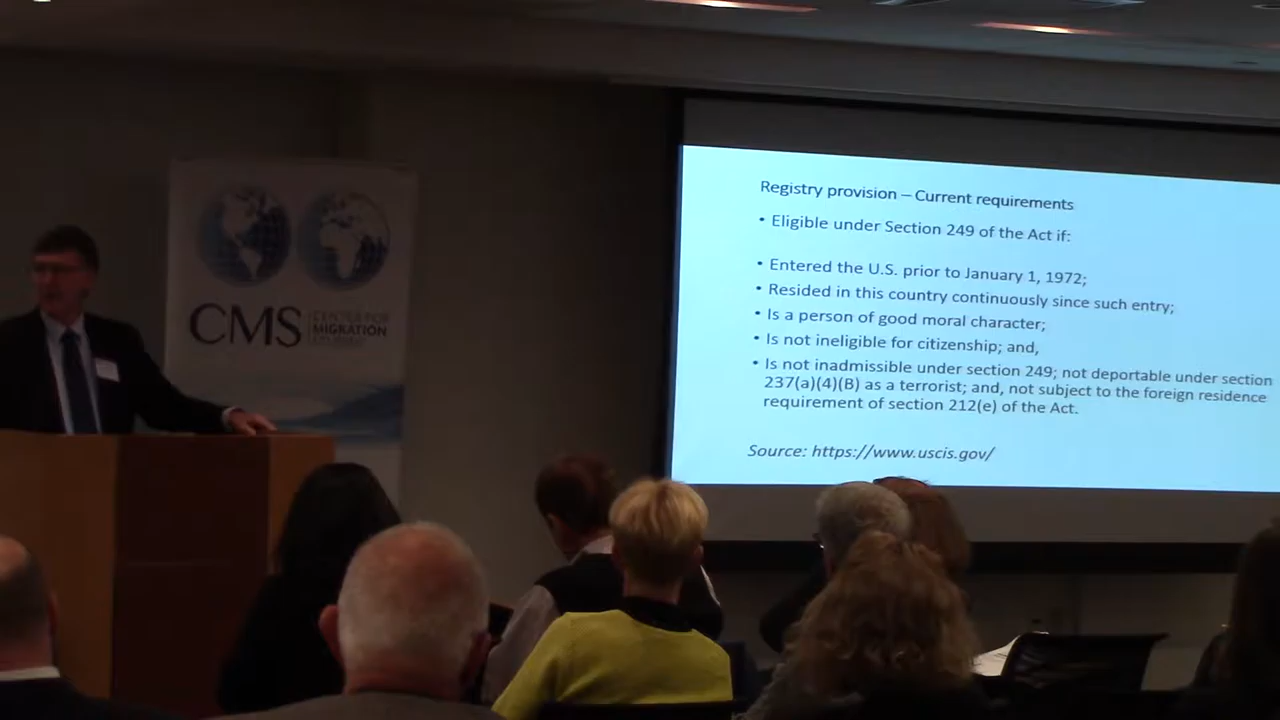 CMS
CENTER FOR
MIGRATION
Registry provision – Current requirements
• Eligible under Section 249 of the Act if:
• Entered the U.S. prior to January 1, 1972;
• Resided in this country continuously since such entry;
• Is a person of good moral character;
• Is not ineligible for citizenship; and,
• Is not inadmissible under section 249; not deportable under section
237(a)(4)(B) as a terrorist; and, not subject to the foreign residence
requirement of section 212(e) of the Act.
Source: https://www.uscis.gov/